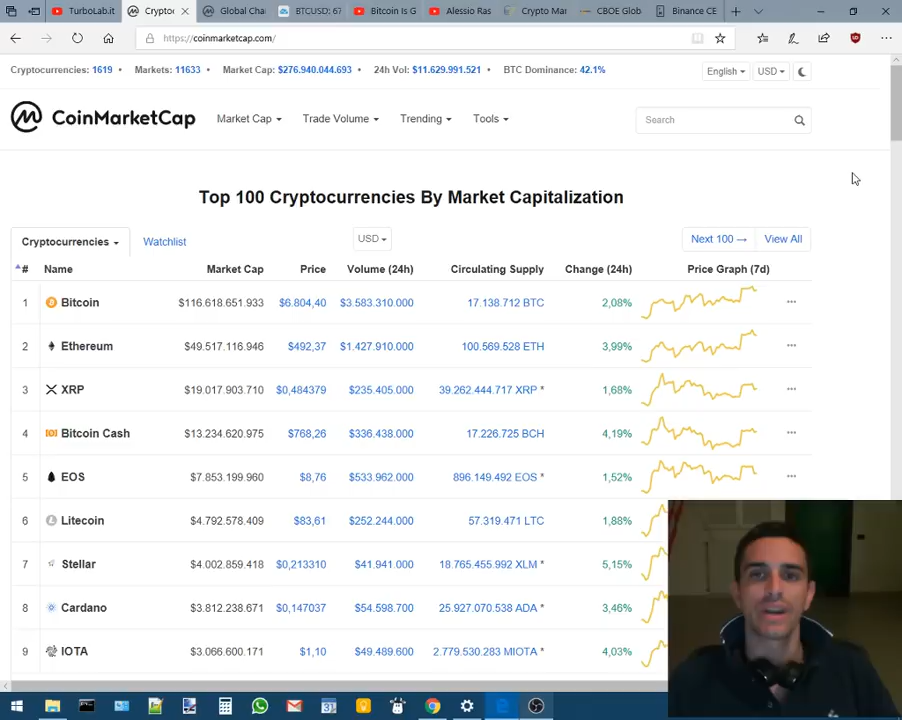 TurboLab.it
Cryptoc
Global Cha
BTCUSD: 67
Bitcoin Is G
Alessio Ras
Crypto Mar
CBOE Glob
Binance CE
https://coinmarketcap.com/
Cryptocurrencies: 1619 • Markets: 11633 • Market Cap: $276.940.044.693 • 24h Vol: $11.629.991.521 • BTC Dominance: 42.1%
English
USD
CoinMarketCap
Market Cap
Trade Volume
Trending
Tools
Search
Top 100 Cryptocurrencies By Market Capitalization
Cryptocurrencies
Watchlist
USD
Next 100 →
View All
# Name Market Cap Price Volume (24h) Circulating Supply Change (24h) Price Graph (7d)
1 Bitcoin $116.618.651.933 $6.804,40 $3.583.310.000 17.138.712 BTC 2,08%
2 Ethereum $49.517.116.946 $492,37 $1.427.910.000 100.569.528 ETH 3,99%
3 XRP $19.017.903.710 $0,484379 $235.405.000 39.262.444.717 XRP * 1,68%
4 Bitcoin Cash $13.234.620.975 $768,26 $336.438.000 17.226.725 BCH 4,19%
5 EOS $7.853.199.960 $8,76 $533.962.000 896.149.492 EOS * 1,52%
6 Litecoin $4.792.578.409 $83,61 $252.244.000 57.319.471 LTC 1,88%
7 Stellar $4.002.859.418 $0,213310 $41.941.000 18.765.455.992 XLM * 5,15%
8 Cardano $3.812.238.671 $0,147037 $54.598.700 25.927.070.538 ADA * 3,46%
9 IOTA $3.066.600.171 $1,10 $49.489.600 2.779.530.283 MIOTA * 4,03%